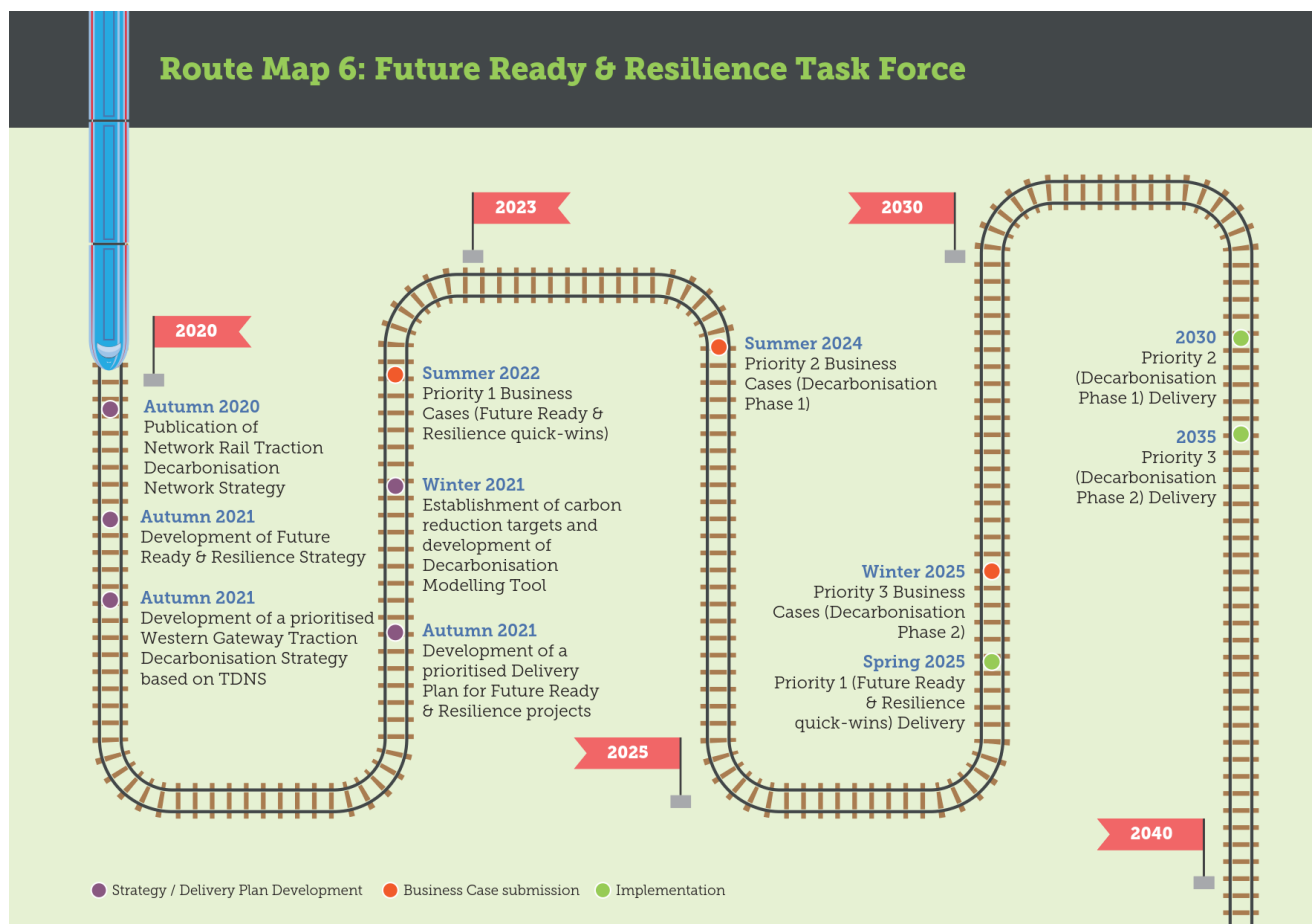 Route Map 6: Future Ready & Resilience Task Force
2020
Autumn 2020
Publication of
Network Rail Traction
Decarbonisation
Network Strategy
Autumn 2021
Development of Future
Ready & Resilience Strategy
Autumn 2021
Development of a prioritised
Western Gateway Traction
Decarbonisation Strategy
based on TDNS
2023
Summer 2022
Priority 1 Business
Cases (Future Ready &
Resilience quick-wins)
Winter 2021
Establishment of carbon
reduction targets and
development of
Decarbonisation
Modelling Tool
Autumn 2021
Development of a
prioritised Delivery
Plan for Future Ready
& Resilience projects
Summer 2024
Priority 2 Business
Cases (Decarbonisation
Phase 1)
2025
2030
Winter 2025
Priority 3 Business
Cases (Decarbonisation
Phase 2)
Spring 2025
Priority 1 (Future Ready
& Resilience
quick-wins) Delivery
2030
Priority 2
(Decarbonisation
Phase 1) Delivery
2035
Priority 3
(Decarbonisation
Phase 2) Delivery
2040
Strategy / Delivery Plan Development
Business Case submission
Implementation